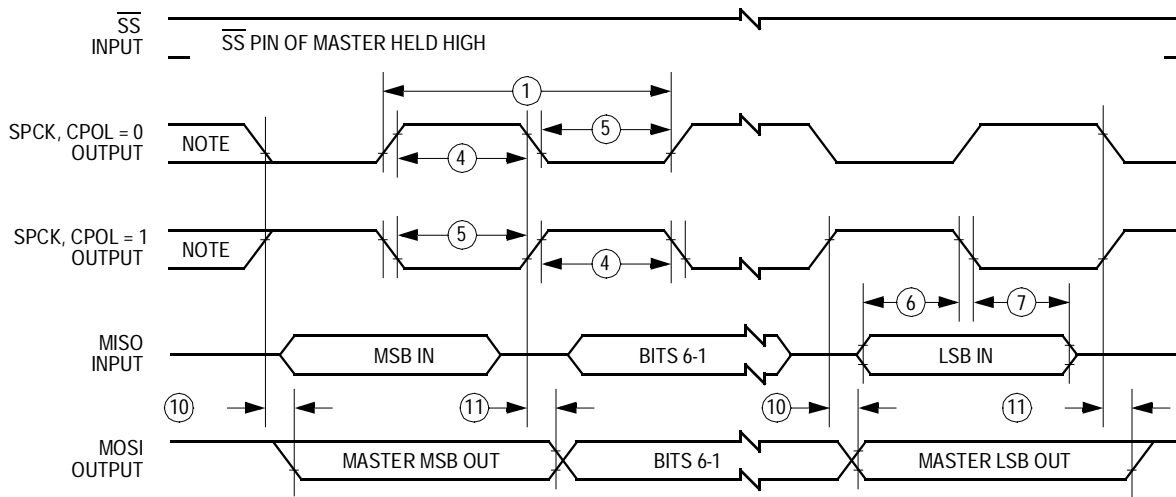 SS
INPUT
SS PIN OF MASTER HELD HIGH
1
SPCK, CPOL = 0
OUTPUT
NOTE
5
4
SPCK, CPOL = 1
OUTPUT
NOTE
5
4
6
7
MISO
INPUT
MSB IN
BITS 6-1
LSB IN
10
11
10
11
MOSI
OUTPUT
MASTER MSB OUT
BITS 6-1
MASTER LSB OUT